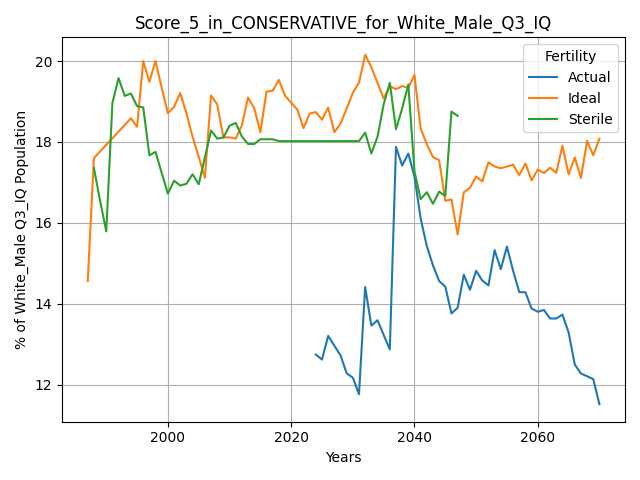 Score_5_in_CONSERVATIVE_for_White_Male_Q3_IQ
% of White_Male Q3_IQ Population
20
18
16
14
12
Fertility
Actual
Ideal
Sterile
2000 2020 2040 2060
Years